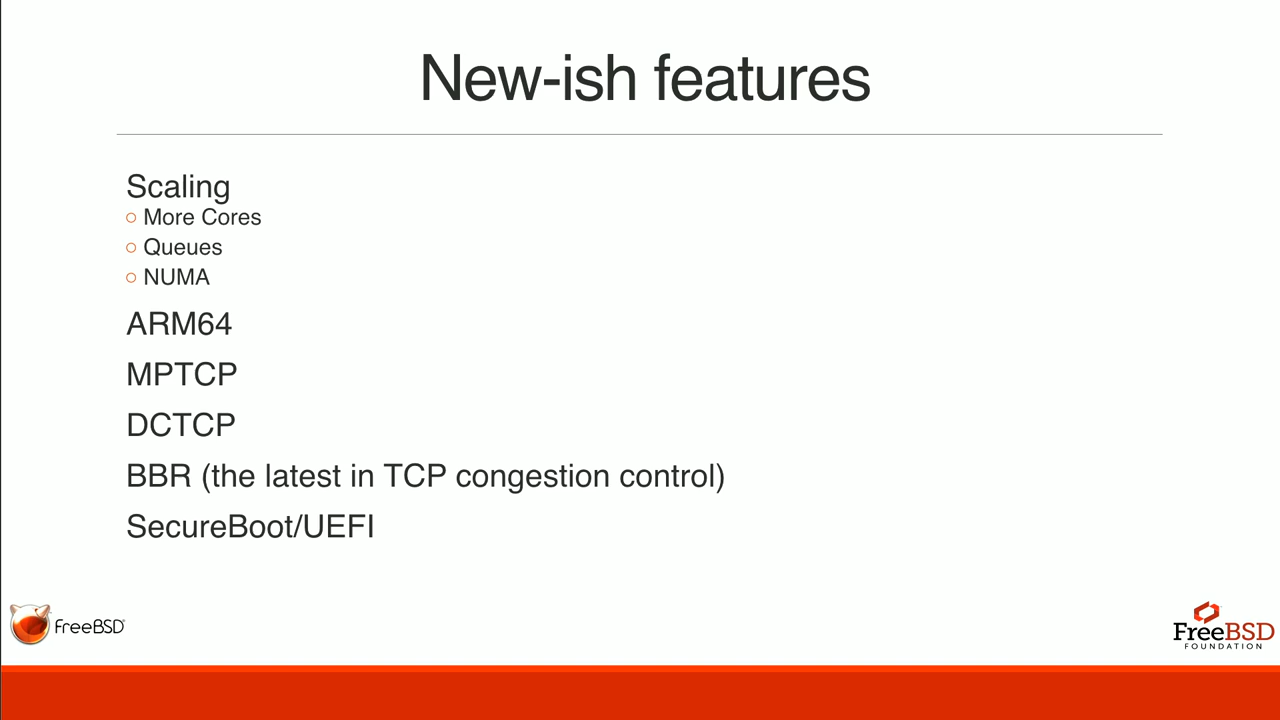 New-ish features
Scaling
More Cores
Queues
NUMA
ARM64
MPTCP
DCTCP
BBR (the latest in TCP congestion control)
SecureBoot/UEFI
FreeBSD
FreeBSD
FOUNDATION